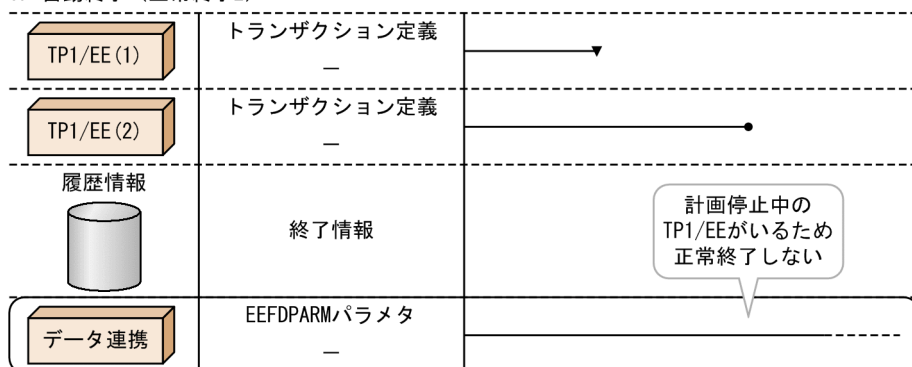 TP1/EE(1)
トランザクション定義
－
TP1/EE(2)
トランザクション定義
－
履歴情報
終了情報
計画停止中の
TP1/EEがいるため
正常終了しない
データ連携
EEFDPARMパラメタ
－